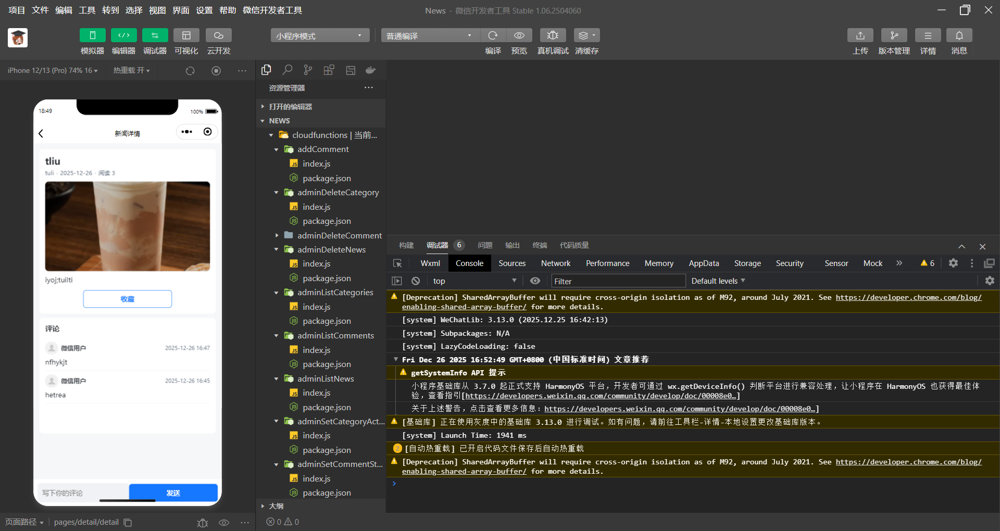 项目 文件 编辑 工具 转到 选择 视图 界面 设置 帮助 微信开发者工具
News - 微信开发者工具 Stable 1.06.2504060
小程序模式 普通编译
模拟器 编辑器 调试器 可视化 云开发 编译 预览 真机调试 清缓存 上传 版本管理 详情 消息
iPhone 12/13 (Pro) 74% 16 热重载 开
18:49 100%
新闻详情
tliu
tuli · 2025-12-26 · 阅读 3
iyoj;tuilti
收藏
评论
微信用户 2025-12-26 16:47
nfhykjt
微信用户 2025-12-26 16:45
hetrea
写下你的评论 发送
页面路径 | pages/detail/detail
资源管理器
打开的编辑器
NEWS
cloudfunctions | 当前...
addComment
index.js
package.json
adminDeleteCategory
index.js
package.json
adminDeleteComment
adminDeleteNews
index.js
package.json
adminListCategories
index.js
package.json
adminListComments
index.js
package.json
adminListNews
index.js
package.json
adminSetCategoryAct...
index.js
package.json
adminSetCommentSt...
index.js
package.json
大纲
0 0
构建 调试器 6 问题 输出 终端 代码质量
Wxml Console Sources Network Performance Memory AppData Storage Security Sensor Mock 6
top Filter Default levels
[Deprecation] SharedArrayBuffer will require cross-origin isolation as of M92, around July 2021. See https://developer.chrome.com/blog/
enabling-shared-array-buffer/ for more details.
[system] WeChatLib: 3.13.0 (2025.12.25 16:42:13)
[system] Subpackages: N/A
[system] LazyCodeLoading: false
Fri Dec 26 2025 16:52:49 GMT+0800 (中国标准时间) 文章推荐
getSystemInfo API 提示
小程序基础库从 3.7.0 起正式支持 HarmonyOS 平台，开发者可通过 wx.getDeviceInfo() 判断平台进行兼容处理，让小程序在 HarmonyOS 也获得最佳体
验，查看指引[https://developers.weixin.qq.com/community/develop/doc/00008e0…]
关于上述警告，点击查看更多信息：https://developers.weixin.qq.com/community/develop/doc/00008e0…]
[基础库] 正在使用灰度中的基础库 3.13.0 进行调试。如有问题，请前往工具栏-详情-本地设置更改基础库版本。
[system] Launch Time: 1941 ms
2 [自动热重载] 已开启代码文件保存后自动热重载
[Deprecation] SharedArrayBuffer will require cross-origin isolation as of M92, around July 2021. See https://developer.chrome.com/blog/
enabling-shared-array-buffer/ for more details.